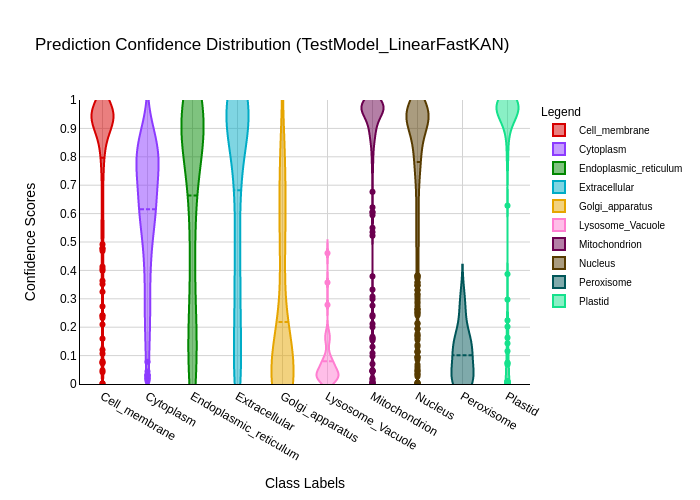 Prediction Confidence Distribution (TestModel_LinearFastKAN)
Confidence Scores
1
0.9
0.8
0.7
0.6
0.5
0.4
0.3
0.2
0.1
0
Cell_membrane
Cytoplasm
Endoplasmic_reticulum
Extracellular
Golgi_apparatus
Lysosome_Vacuole
Mitochondrion
Nucleus
Peroxisome
Plastid
Class Labels
Legend
Cell_membrane
Cytoplasm
Endoplasmic_reticulum
Extracellular
Golgi_apparatus
Lysosome_Vacuole
Mitochondrion
Nucleus
Peroxisome
Plastid